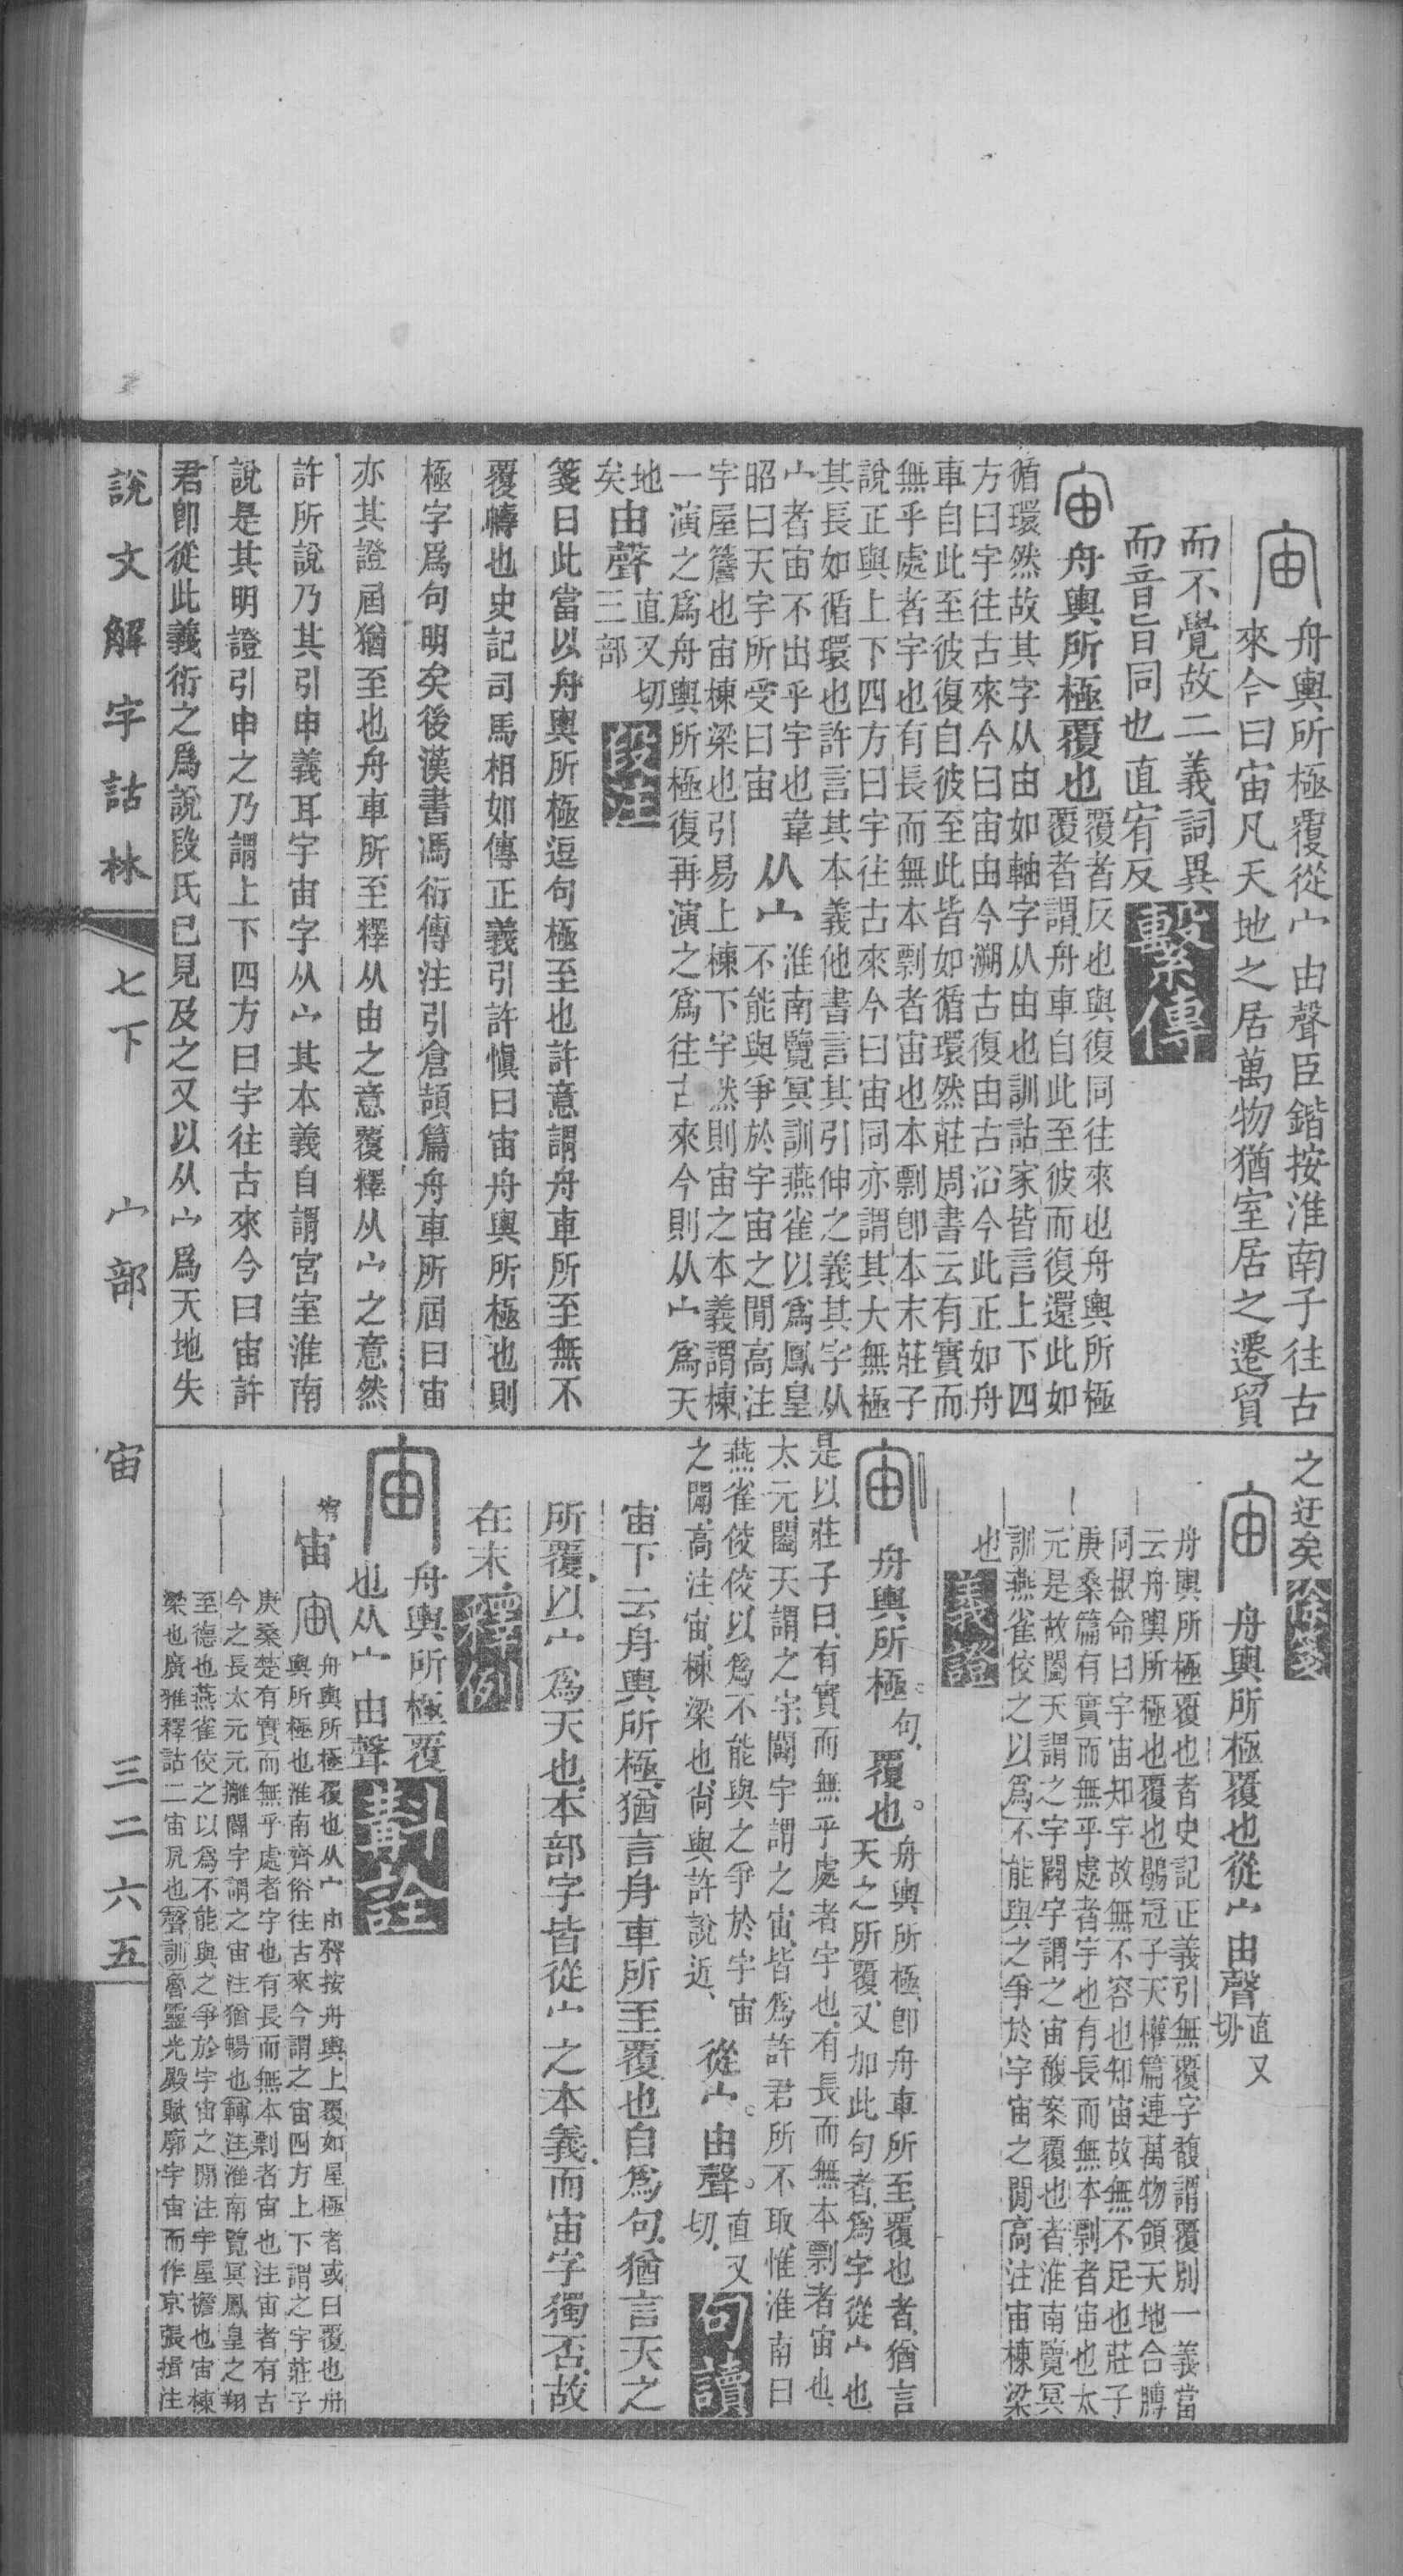 宙舟輿所極覆從宀由聲臣鍇按淮南子往古
來今曰宙凡天地之居萬物猶室居之遷貿
而不覺故二義詞異
而音旨同也直宥反 繫傳
宙舟輿所極覆也
覆者反也與復同往來也舟輿所極
覆者謂舟車自此至彼而復還此如
循環然故其字从由如軸字从由也訓詁家皆言上下四
方曰宇往古來今曰宙由今溯古復由古沿今此正如舟
車自此至彼復自彼至此皆如循環然莊周書云有實而
無乎處者宇也有長而無本剽者宙也本剽卽本末莊子
說正與上下四方曰宇往古來今曰宙同亦謂其大無極
其長如循環也許言其本義他書言其引伸之義其字从
宀者宙不出乎宇也韋
昭曰天宇所受曰宙
从宀
淮南覽冥訓燕雀以爲鳳皇
不能與爭於宇宙之閒高注
宇屋簷也宙棟梁也引易上棟下宇然則宙之本義謂棟
一演之爲舟輿所極復再演之爲往古來今則从宀爲天
地
矣
由聲
直又切
三部
段注
箋曰此當以舟輿所極逗句極至也許意謂舟車所至無不
覆幬也史記司馬相如傳正義引許愼曰宙舟輿所極也則
極字爲句明矣後漢書馮衍傳注引倉頡篇舟車所屆曰宙
亦其證屆猶至也舟車所至釋从由之意覆釋从宀之意然
許所說乃其引申義耳宇宙字从宀其本義自謂宮室淮南
說是其明證引申之乃謂上下四方曰宇往古來今曰宙許
君卽從此義衍之爲說段氏已見及之又以从宀爲天地失
之迂矣 徐箋
宙舟輿所極覆也從宀由聲
直又
切
舟輿所極覆也者史記正義引無覆字馥謂覆別一義當
云舟輿所極也覆也鶡冠子天權篇連萬物領天地合膊
同根命曰宇宙知宇故無不容也知宙故無不足也莊子
庚桑篇有實而無乎處者宇也有長而無本剽者宙也太
元是故闔天謂之宇闢宇謂之宙馥案覆也者淮南覽冥
訓燕雀佼之以爲不能與之爭於宇宙之閒高注宙棟梁
也 義證
宙舟輿所極。句覆也。
舟輿所極卽舟車所至覆也者猶言
天之所覆又加此句者爲字從宀也
是以莊子曰有實而無乎處者宇也有長而無本剽者宙也
太元闔天謂之宇闢宇謂之宙皆爲許君所不取惟淮南曰
燕雀佼佼以爲不能與之爭於宇宙
之閒高注宙棟梁也尙與許說近
從宀。由聲。
直又
切
句讀
宙下云舟輿所極猶言舟車所至覆也自爲句猶言天之
所覆以宀爲天也本部字皆從宀之本義而宙字獨否故
在末 釋例
宙舟輿所極覆
也从宀由聲 斠詮
宙
宙舟輿所極覆也从宀由聲按舟輿上覆如屋極者或曰覆也舟
輿所極也淮南齊俗往古來今謂之宙四方上下謂之宇莊子
庚桑楚有實而無乎處者宇也有長而無本剽者宙也注宙者有古
今之長太元元攡闢宇謂之宙注猶暢也轉注淮南覽冥鳳皇之翔
至德也燕雀佼之以爲不能與之爭於宇宙之閒注宇屋檐也宙棟
梁也廣雅釋詁二宙凥也聲訓魯靈光殿賦廓宇宙而作京張揖注
說文解字詁林 七下 宀部 宙 三二六五